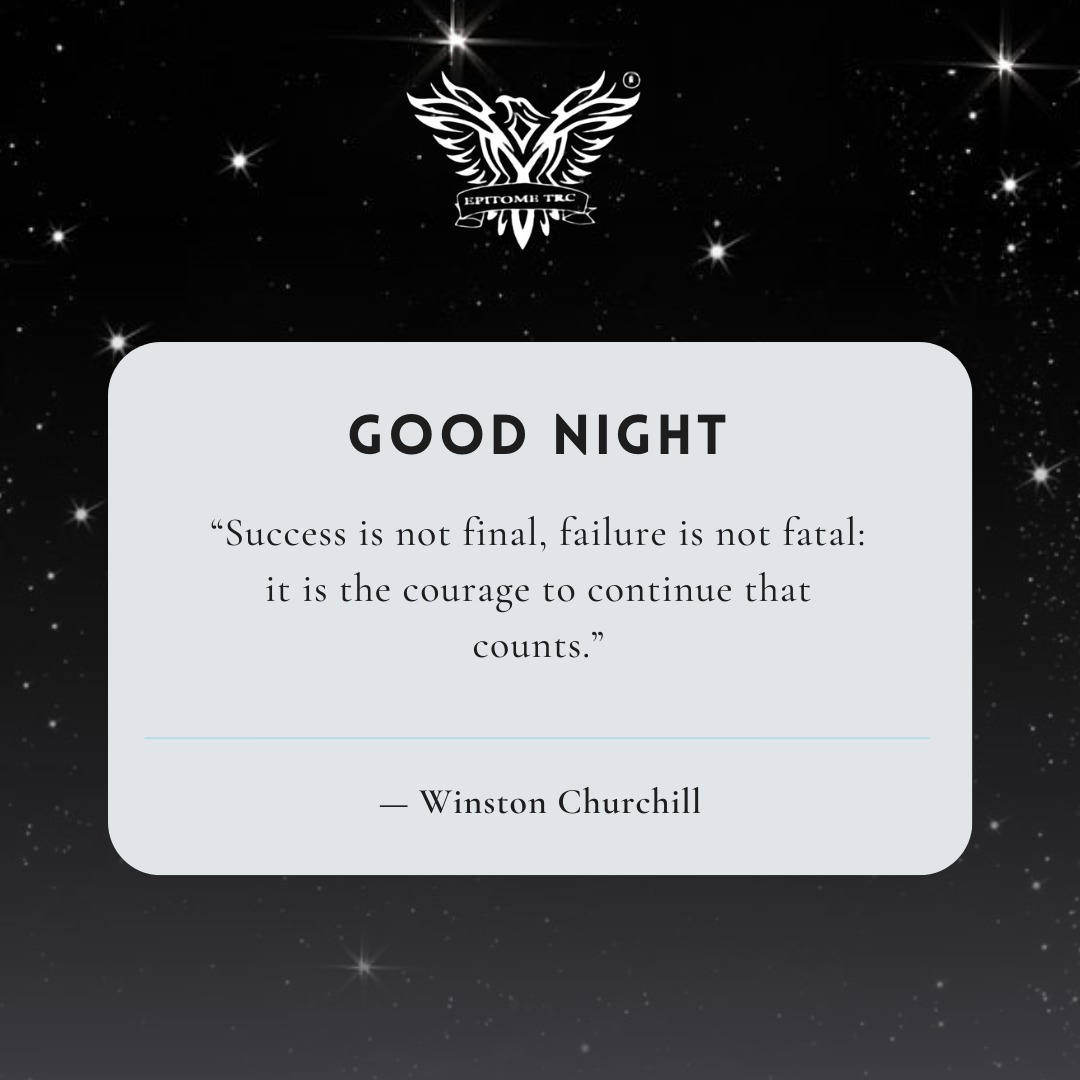 EPITOME TRC
GOOD NIGHT
“Success is not final, failure is not fatal:
it is the courage to continue that
counts.”
— Winston Churchill